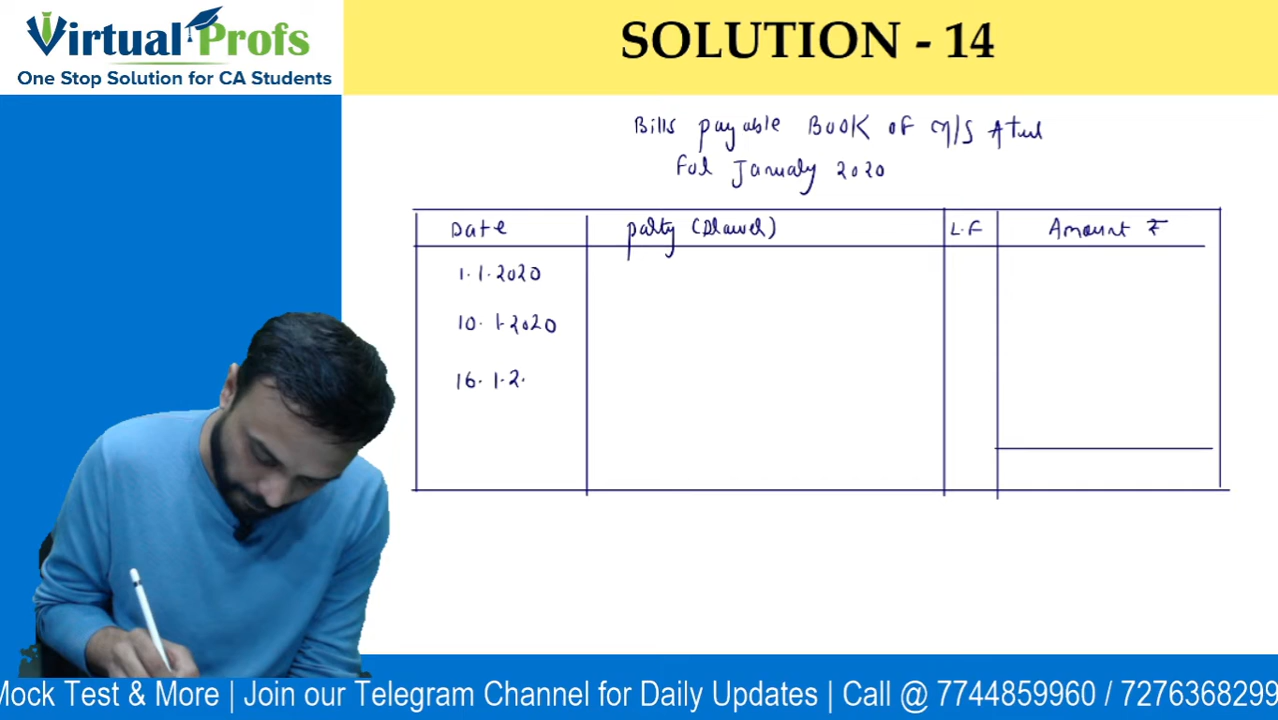 Virtual Profs
One Stop Solution for CA Students
SOLUTION - 14
Bills payable BOOK OF M/S Atul
For January 2020
Date party (Drawer) L.F Amount ₹
1.1.2020
10.1.2020
16.1.2.
Mock Test & More | Join our Telegram Channel for Daily Updates | Call @ 7744859960 / 7276368299